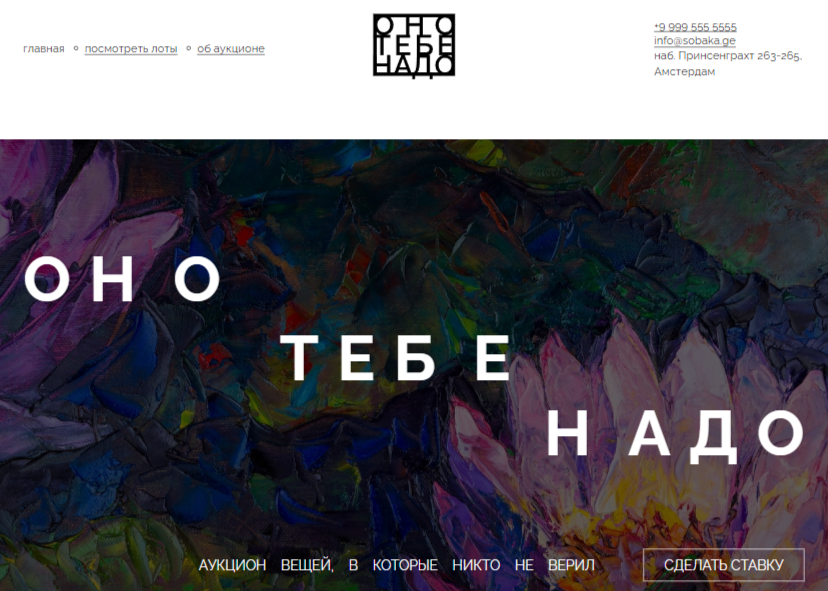 главная
посмотреть лоты
об аукционе
ОНО
ТЕБЕ
НАДО
+9 999 555 5555
info@sobaka.ge
наб. Принсенграхт 263-265,
Амстердам
ОНО
ТЕБЕ
НАДО
АУКЦИОН ВЕЩЕЙ, В КОТОРЫЕ НИКТО НЕ ВЕРИЛ
СДЕЛАТЬ СТАВКУ